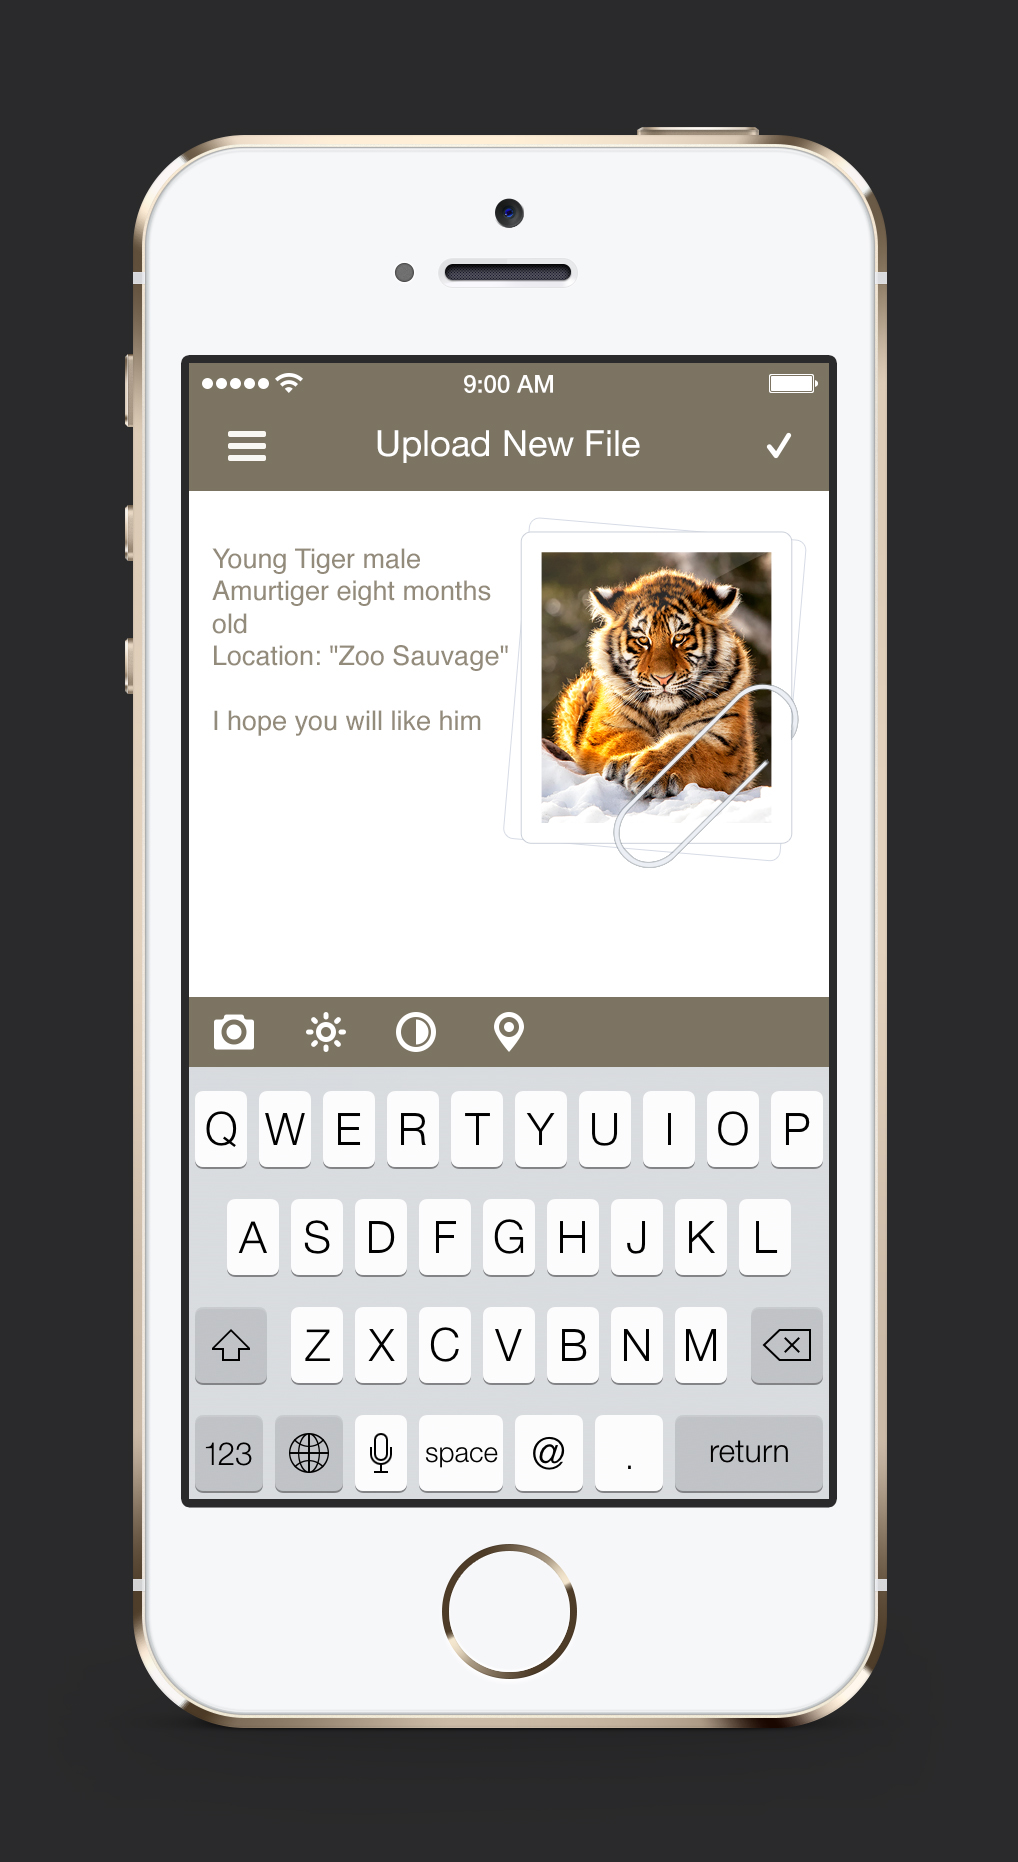 9:00 AM
Upload New File
Young Tiger male
Amurtiger eight months
old
Location: "Zoo Sauvage"
I hope you will like him
Q W E R T Y U I O P
A S D F G H J K L
Z X C V B N M
123 space @ . return